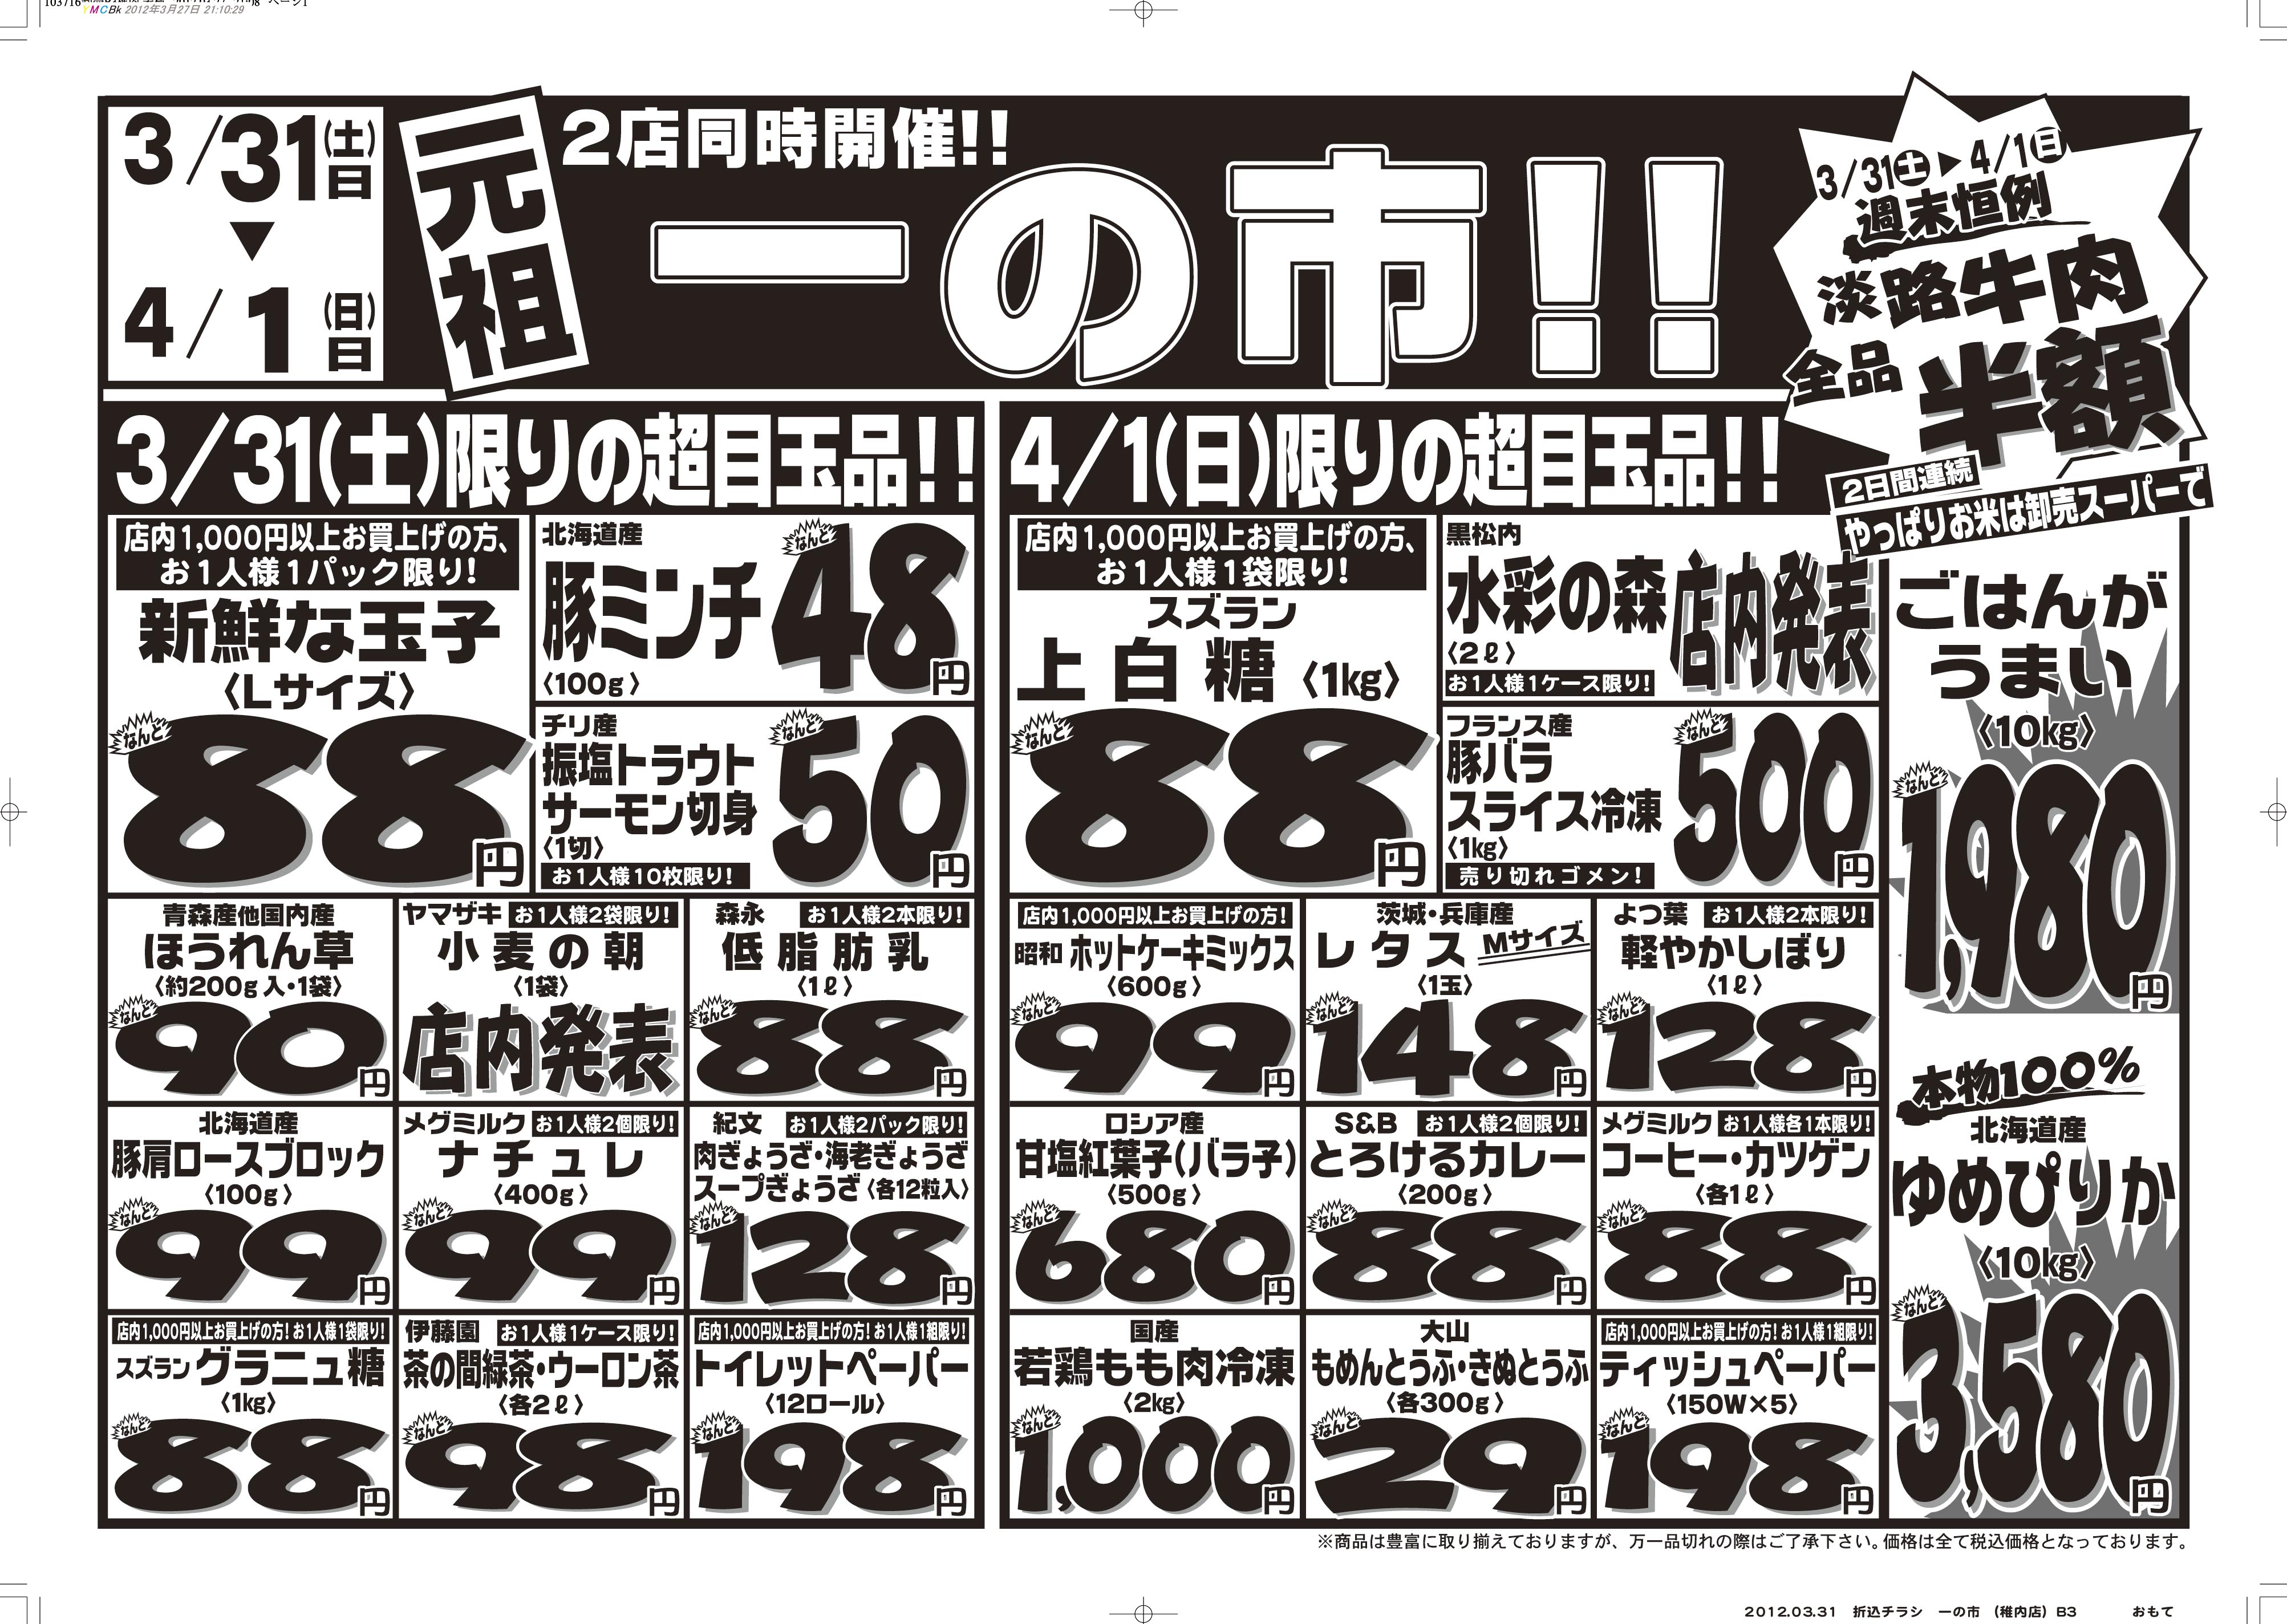 YMCBk 2012年3月27日 21:10:29
3/31(土)日
▼
4/1(日)日
元祖
2店同時開催!!
一の市!!
3/31土▶4/1日
週末恒例
淡路牛肉
全品半額
2日間連続
やっぱりお米は卸売スーパーで
3/31(土)限りの超目玉品!!
店内1,000円以上お買上げの方、
お1人様1パック限り!
新鮮な玉子
〈Lサイズ〉
なんと
88円
北海道産
豚ミンチ
〈100g〉
なんと
48円
チリ産
振塩トラウト
サーモン切身
〈1切〉
お1人様10枚限り!
なんと
50円
青森産他国内産
ほうれん草
〈約200g入・1袋〉
なんと
90円
ヤマザキ お1人様2袋限り!
小麦の朝
〈1袋〉
店内発表
森永 お1人様2本限り!
低脂肪乳
〈1ℓ〉
なんと
88円
北海道産
豚肩ロースブロック
〈100g〉
なんと
99円
メグミルク お1人様2個限り!
ナチュレ
〈400g〉
なんと
99円
紀文 お1人様2パック限り!
肉ぎょうざ・海老ぎょうざ
スープぎょうざ〈各12粒入〉
なんと
128円
店内1,000円以上お買上げの方! お1人様1袋限り!
スズラン グラニュ糖
〈1kg〉
なんと
88円
伊藤園 お1人様1ケース限り!
茶の間緑茶・ウーロン茶
〈各2ℓ〉
なんと
98円
店内1,000円以上お買上げの方! お1人様1組限り!
トイレットペーパー
〈12ロール〉
なんと
198円
4/1(日)限りの超目玉品!!
店内1,000円以上お買上げの方、
お1人様1袋限り!
スズラン
上白糖〈1kg〉
なんと
88円
黒松内
水彩の森
〈2ℓ〉
お1人様1ケース限り!
店内発表
フランス産
豚バラ
スライス冷凍
〈1kg〉
売り切れゴメン!
なんと
500円
店内1,000円以上お買上げの方!
昭和 ホットケーキミックス
〈600g〉
なんと
99円
茨城・兵庫産
レタス Mサイズ
〈1玉〉
なんと
148円
よつ葉 お1人様2本限り!
軽やかしぼり
〈1ℓ〉
なんと
128円
ロシア産
甘塩紅葉子(バラ子)
〈500g〉
なんと
680円
S&B お1人様2個限り!
とろけるカレー
〈200g〉
なんと
88円
メグミルク お1人様各1本限り!
コーヒー・カツゲン
〈各1ℓ〉
なんと
88円
国産
若鶏もも肉冷凍
〈2kg〉
なんと
1,000円
大山
もめんとうふ・きぬとうふ
〈各300g〉
なんと
29円
店内1,000円以上お買上げの方! お1人様1組限り!
ティッシュペーパー
〈150W×5〉
なんと
198円
ごはんが
うまい
〈10kg〉
なんと
1,980円
本物100%
北海道産
ゆめぴりか
〈10kg〉
なんと
3,580円
※商品は豊富に取り揃えておりますが、万一品切れの際はご了承下さい。価格は全て税込価格となっております。
2012.03.31 折込チラシ 一の市 (稚内店) B3 おもて